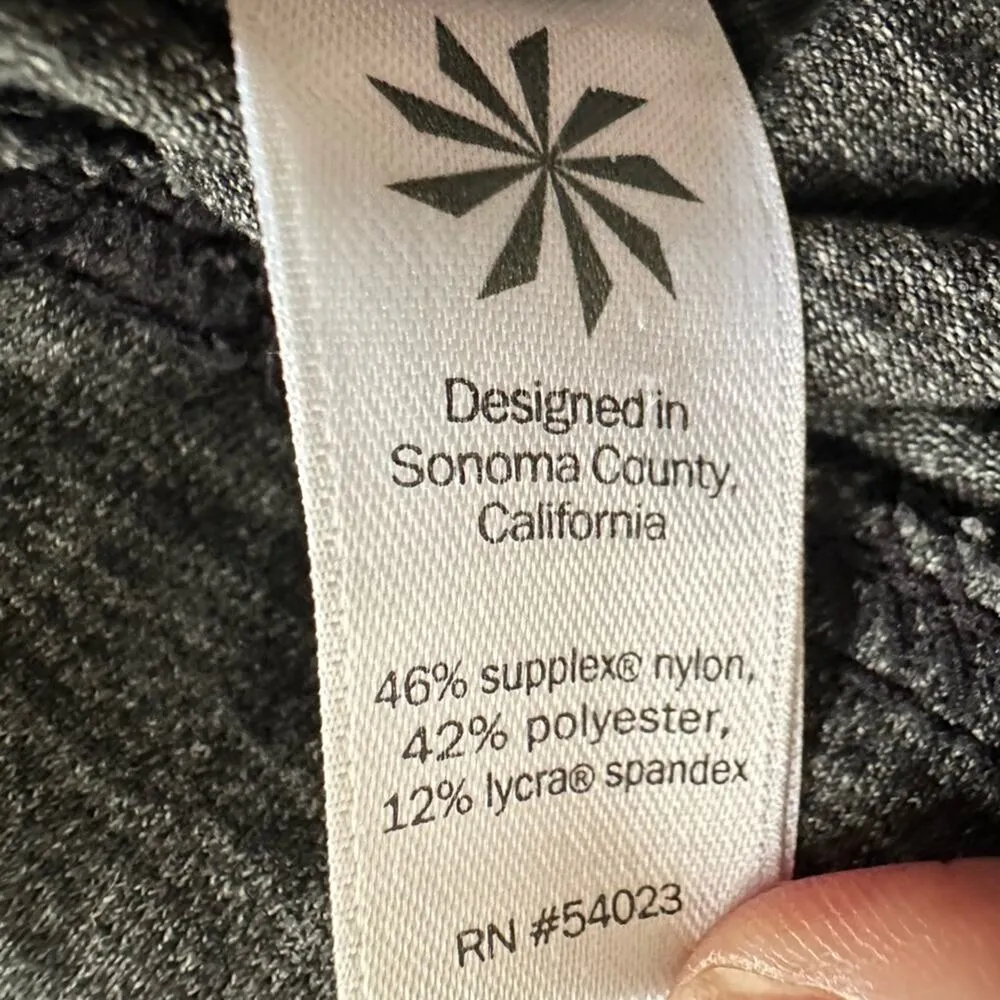 Designed in
Sonoma County,
California
46% supplex® nylon,
42% polyester,
12% lycra® spandex
RN #54023